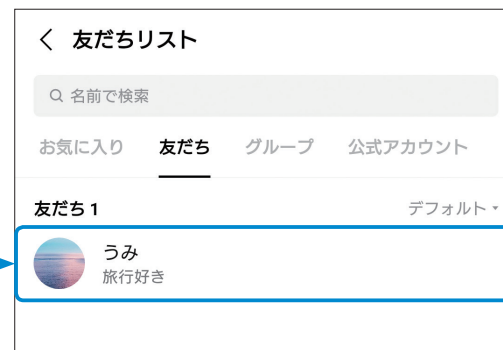 友だちリスト
名前で検索
お気に入り 友だち グループ 公式アカウント
友だち 1 デフォルト
うみ
旅行好き